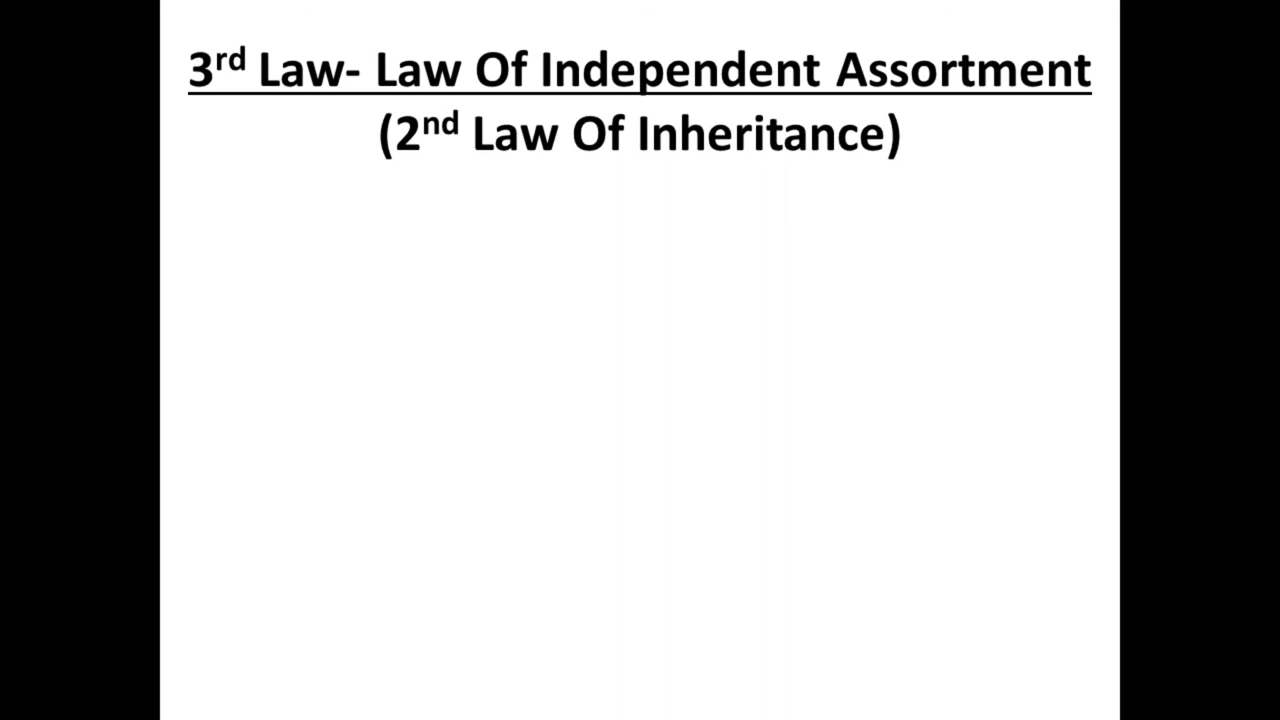 3rd Law- Law Of Independent Assortment
(2nd Law Of Inheritance)